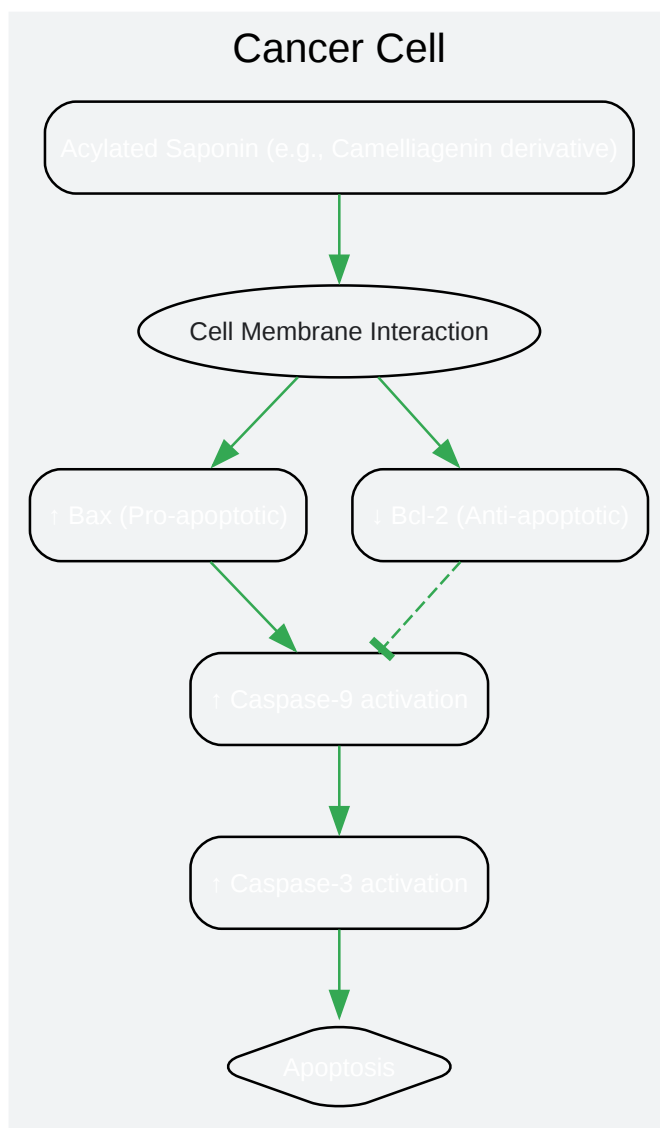 Cancer Cell
Acylated Saponin (e.g., Camelliagenin derivative)
Cell Membrane Interaction
↑ Bax (Pro-apoptotic)
↓ Bcl-2 (Anti-apoptotic)
↑ Caspase-9 activation
↑ Caspase-3 activation
Apoptosis